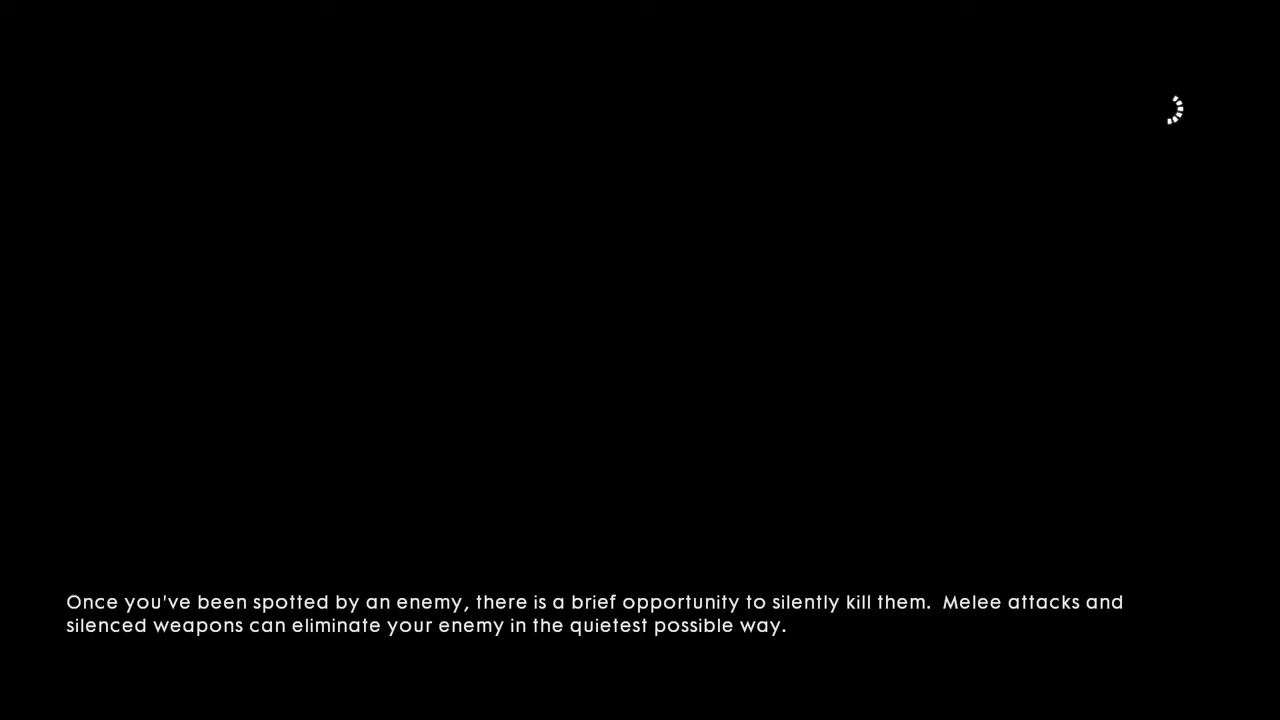 Once you've been spotted by an enemy, there is a brief opportunity to silently kill them.  Melee attacks and
silenced weapons can eliminate your enemy in the quietest possible way.